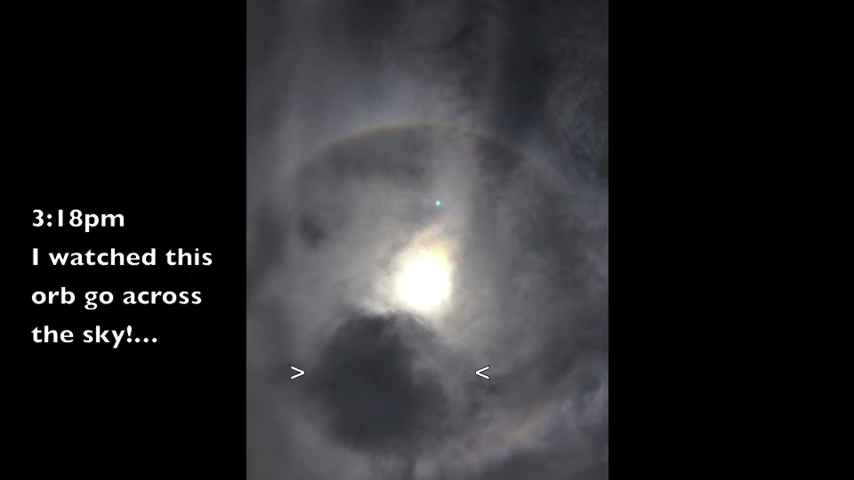 3:18pm
I watched this
orb go across
the sky!...
> <